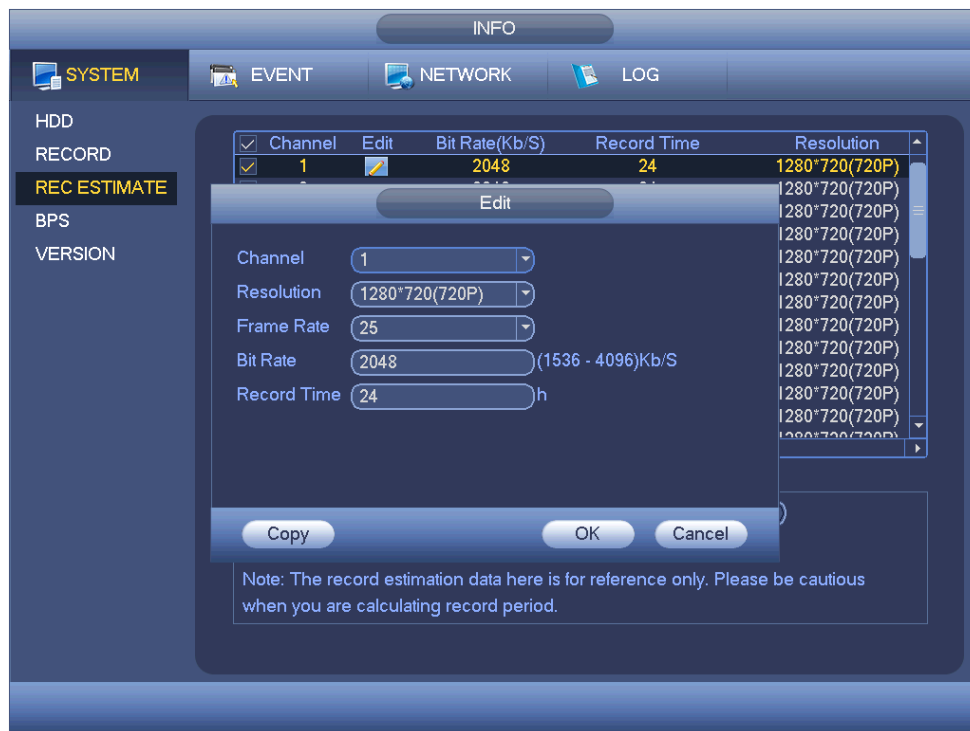 INFO
SYSTEM EVENT NETWORK LOG
HDD
RECORD
REC ESTIMATE
BPS
VERSION
Channel Edit Bit Rate(Kb/S) Record Time Resolution
1 2048 24 1280*720(720P)
1280*720(720P)
1280*720(720P)
1280*720(720P)
1280*720(720P)
1280*720(720P)
1280*720(720P)
1280*720(720P)
1280*720(720P)
1280*720(720P)
1280*720(720P)
1280*720(720P)
Edit
Channel 1
Resolution 1280*720(720P)
Frame Rate 25
Bit Rate 2048 (1536 - 4096)Kb/S
Record Time 24 h
Copy OK Cancel
Note: The record estimation data here is for reference only. Please be cautious
when you are calculating record period.